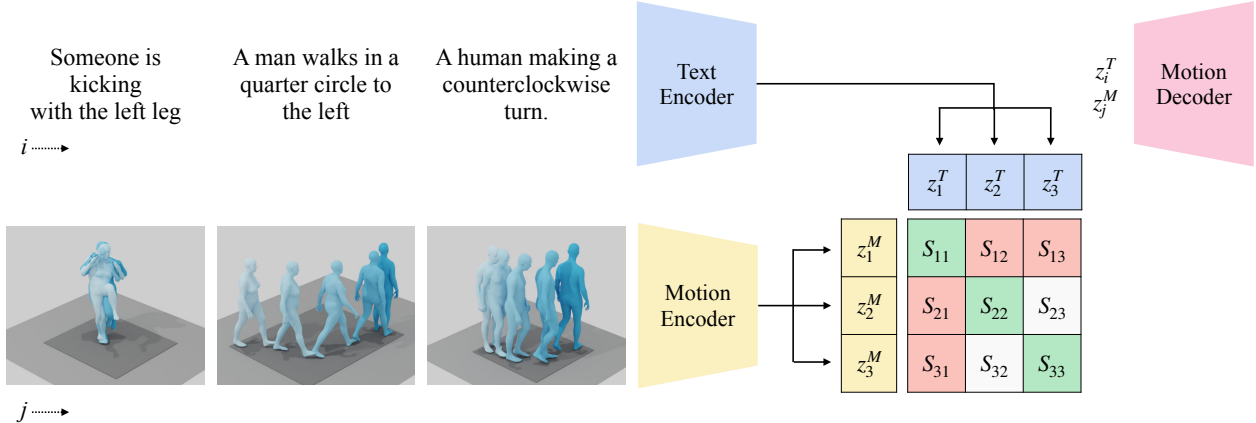 Someone is
kicking
with the left leg
A man walks in a
quarter circle to
the left
A human making a
counterclockwise
turn.
i
Text
Encoder
z_i^T
z_j^M
Motion
Decoder
z_1^T z_2^T z_3^T
Motion
Encoder
z_1^M S_11 S_12 S_13
z_2^M S_21 S_22 S_23
z_3^M S_31 S_32 S_33
j